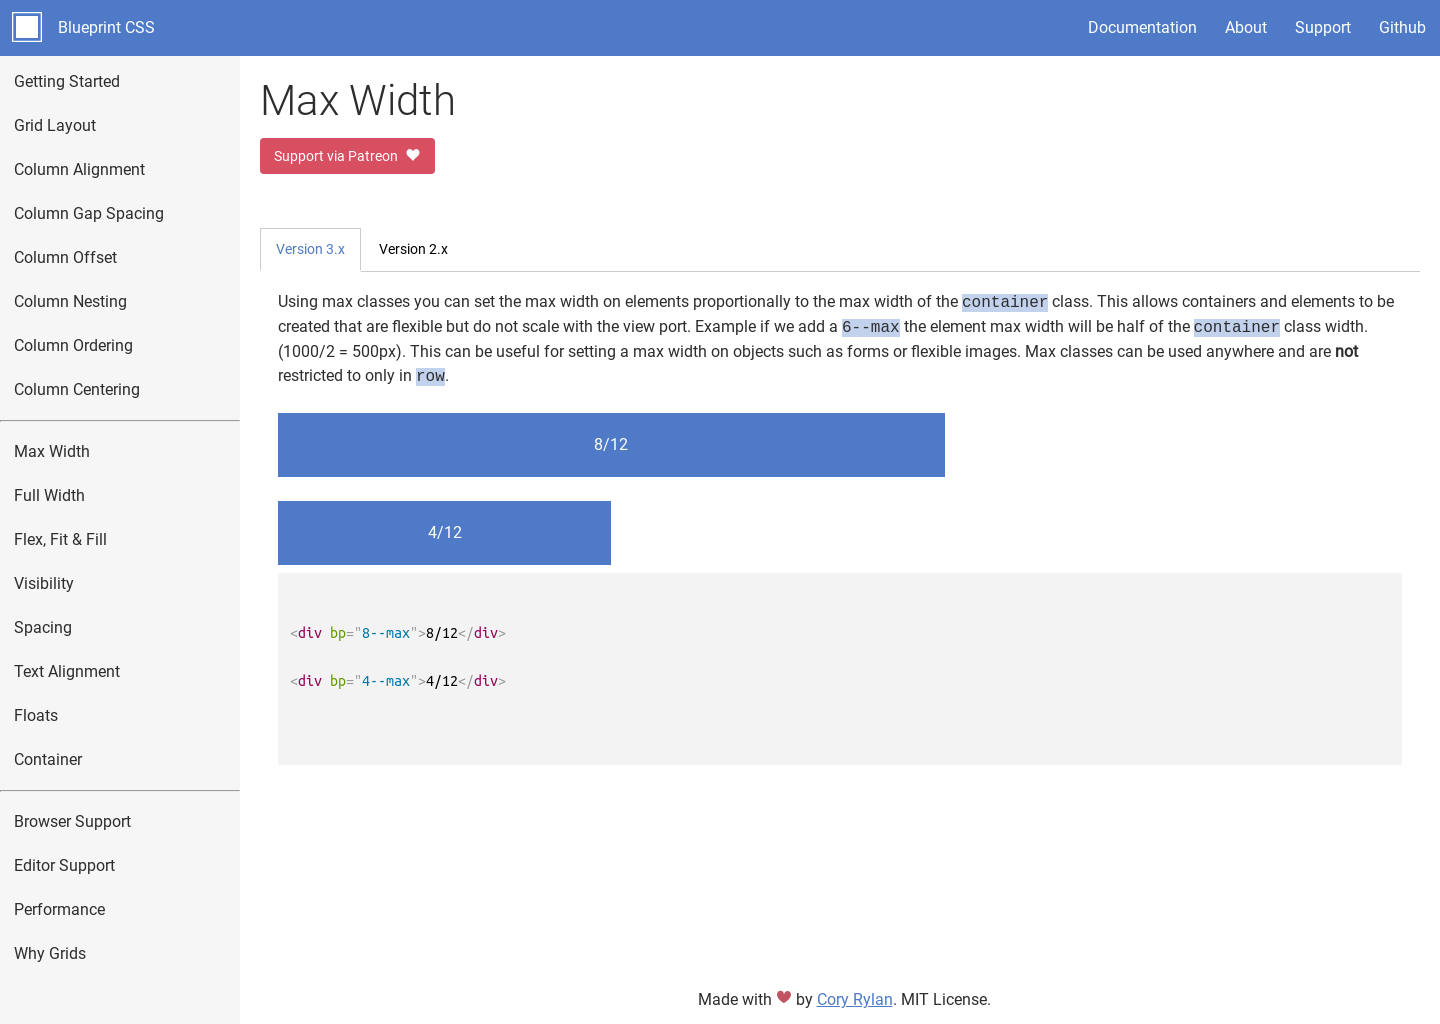 Blueprint CSS
Documentation
About
Support
Github
Getting Started
Grid Layout
Column Alignment
Column Gap Spacing
Column Offset
Column Nesting
Column Ordering
Column Centering
Max Width
Full Width
Flex, Fit & Fill
Visibility
Spacing
Text Alignment
Floats
Container
Browser Support
Editor Support
Performance
Why Grids
Max Width
Support via Patreon
Version 3.x
Version 2.x
Using max classes you can set the max width on elements proportionally to the max width of the container class. This allows containers and elements to be
created that are flexible but do not scale with the view port. Example if we add a 6--max the element max width will be half of the container class width.
(1000/2 = 500px). This can be useful for setting a max width on objects such as forms or flexible images. Max classes can be used anywhere and are not
restricted to only in row.
8/12
4/12
<div bp="8--max">8/12</div>
<div bp="4--max">4/12</div>
Made with ❤ by Cory Rylan. MIT License.